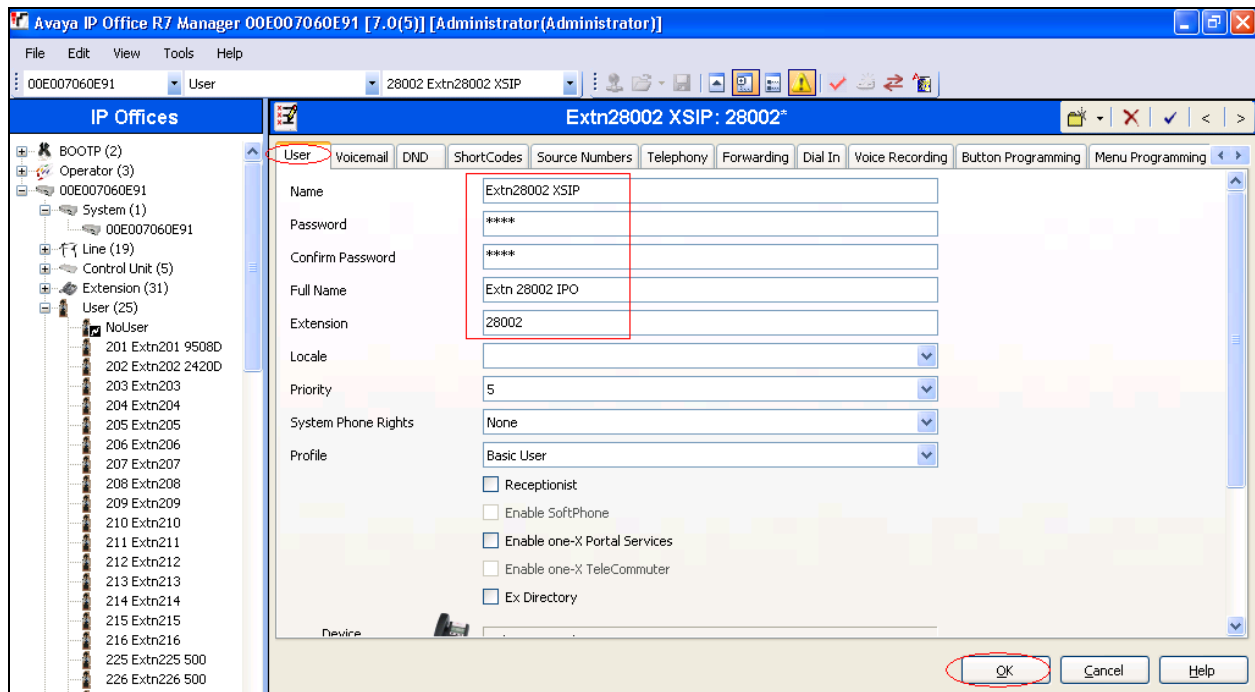 Avaya IP Office R7 Manager 00E007060E91 [7.0(5)] [Administrator(Administrator)]
File Edit View Tools Help
00E007060E91 User 28002 Extn28002 XSIP
IP Offices
Extn28002 XSIP: 28002*
BOOTP (2)
Operator (3)
00E007060E91
System (1)
00E007060E91
Line (19)
Control Unit (5)
Extension (31)
User (25)
NoUser
201 Extn201 9508D
202 Extn202 2420D
203 Extn203
204 Extn204
205 Extn205
206 Extn206
207 Extn207
208 Extn208
209 Extn209
210 Extn210
211 Extn211
212 Extn212
213 Extn213
214 Extn214
215 Extn215
216 Extn216
225 Extn225 500
226 Extn226 500
User Voicemail DND ShortCodes Source Numbers Telephony Forwarding Dial In Voice Recording Button Programming Menu Programming
Name Extn28002 XSIP
Password ****
Confirm Password ****
Full Name Extn 28002 IPO
Extension 28002
Locale
Priority 5
System Phone Rights None
Profile Basic User
Receptionist
Enable SoftPhone
Enable one-X Portal Services
Enable one-X TeleCommuter
Ex Directory
Device
OK Cancel Help